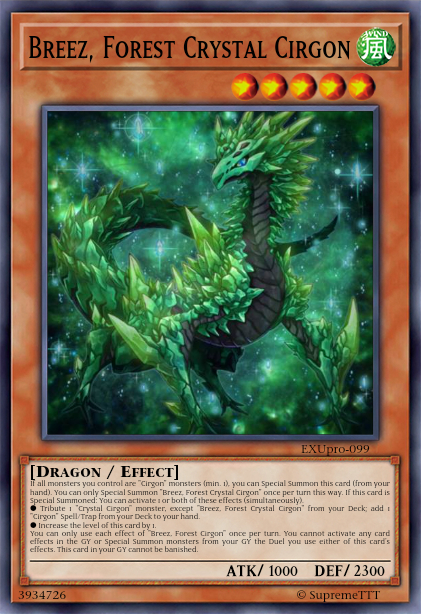 Breez, Forest Crystal Cirgon
WIND
風
EXUpro-099
[Dragon / Effect]
If all monsters you control are "Cirgon" monsters (min. 1), you can Special Summon this card (from your
hand). You can only Special Summon "Breez, Forest Crystal Cirgon" once per turn this way. If this card is
Special Summoned: You can activate 1 or both of these effects (simultaneously).
● Tribute 1 "Crystal Cirgon" monster, except "Breez, Forest Crystal Cirgon" from your Deck; add 1
"Cirgon" Spell/Trap from your Deck to your hand.
● Increase the level of this card by 1.
You can only use each effect of "Breez, Forest Crystal Cirgon" once per turn. You cannot activate any card
effects in the GY or Special Summon monsters from your GY the Duel you use either of this card's
effects. This card in your GY cannot be banished.
ATK/ 1000 DEF/ 2300
3934726 © SupremeTTT